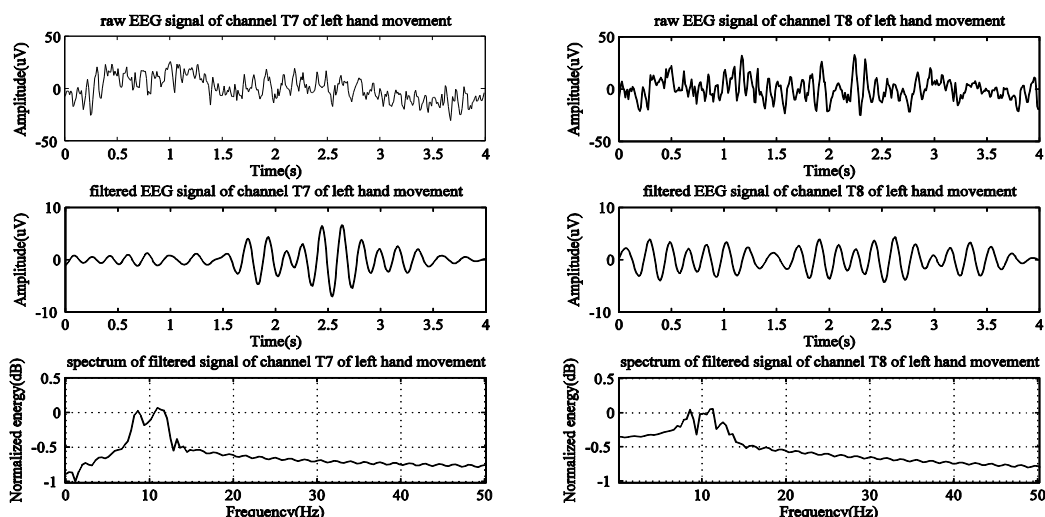 raw EEG signal of channel T7 of left hand movement
50
0
-50
Amplitude(uV)
0 0.5 1 1.5 2 2.5 3 3.5 4
Time(s)
filtered EEG signal of channel T7 of left hand movement
10
0
-10
Amplitude(uV)
0 0.5 1 1.5 2 2.5 3 3.5 4
Time(s)
spectrum of filtered signal of channel T7 of left hand movement
0.5
0
-0.5
-1
Normalized energy(dB)
0 10 20 30 40 50
Frequency(Hz)
raw EEG signal of channel T8 of left hand movement
50
0
-50
Amplitude(uV)
0 0.5 1 1.5 2 2.5 3 3.5 4
Time(s)
filtered EEG signal of channel T8 of left hand movement
10
0
-10
Amplitude(uV)
0 0.5 1 1.5 2 2.5 3 3.5 4
Time(s)
spectrum of filtered signal of channel T8 of left hand movement
0.5
0
-0.5
-1
Normalized energy(dB)
10 20 30 40 50
Frequency(Hz)